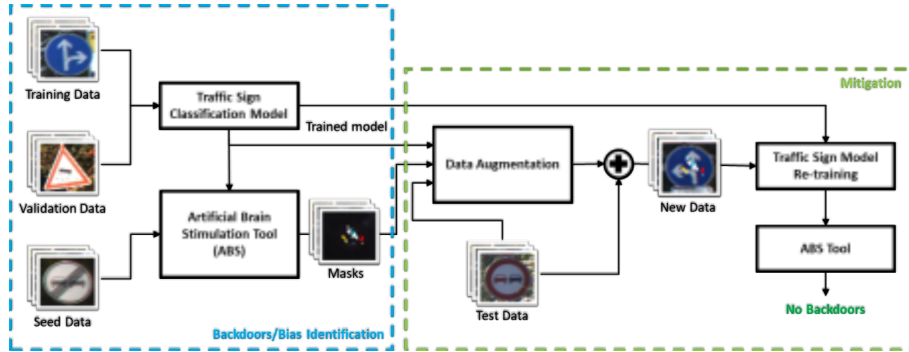 Training Data
Validation Data
Seed Data
Traffic Sign
Classification Model
Trained model
Artificial Brain
Stimulation Tool
(ABS)
Masks
Backdoors/Bias Identification
Mitigation
Data Augmentation
Test Data
New Data
Traffic Sign Model
Re-training
ABS Tool
No Backdoors